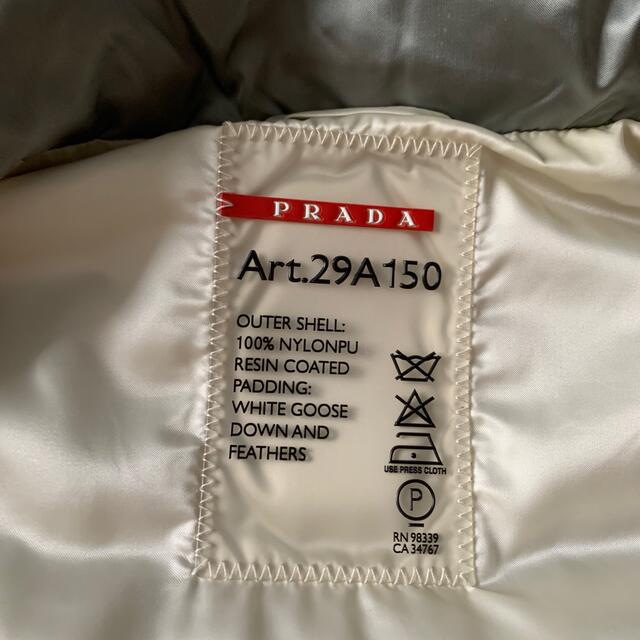 PRADA
Art.29A150
OUTER SHELL:
100% NYLONPU
RESIN COATED
PADDING:
WHITE GOOSE
DOWN AND
FEATHERS
USE PRESS CLOTH
P
RN 98339
CA 34767